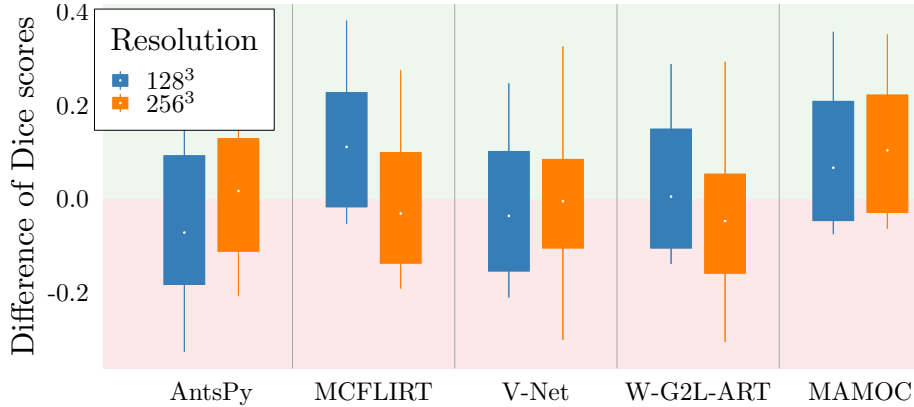 Difference of Dice scores
0.4
0.2
0.0
-0.2
Resolution
128³
256³
AntsPy MCFLIRT V-Net W-G2L-ART MAMOC